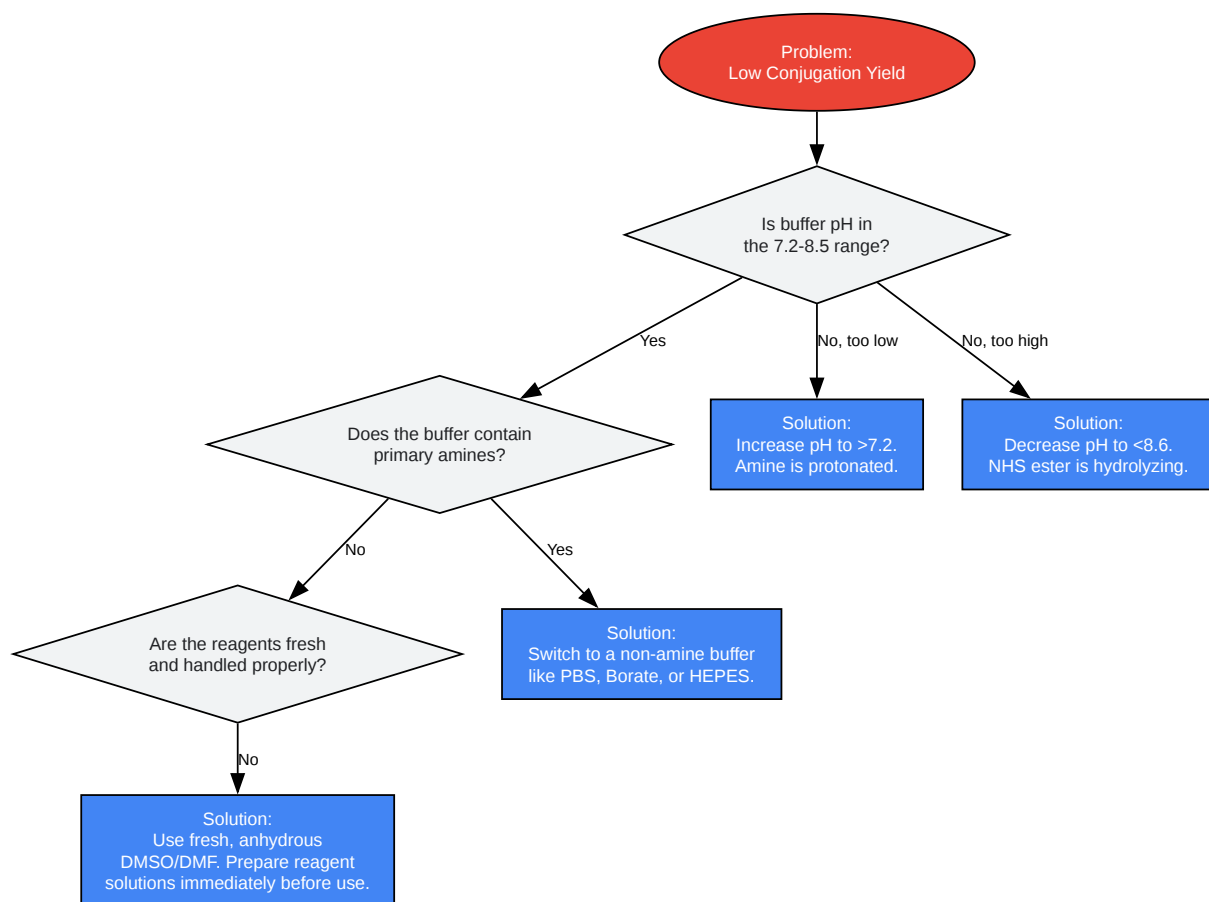 Problem:
Low Conjugation Yield
Is buffer pH in
the 7.2-8.5 range?
Yes
No, too low
No, too high
Does the buffer contain
primary amines?
Solution:
Increase pH to >7.2.
Amine is protonated.
Solution:
Decrease pH to <8.6.
NHS ester is hydrolyzing.
No
Yes
Are the reagents fresh
and handled properly?
Solution:
Switch to a non-amine buffer
like PBS, Borate, or HEPES.
No
Solution:
Use fresh, anhydrous
DMSO/DMF. Prepare reagent
solutions immediately before use.